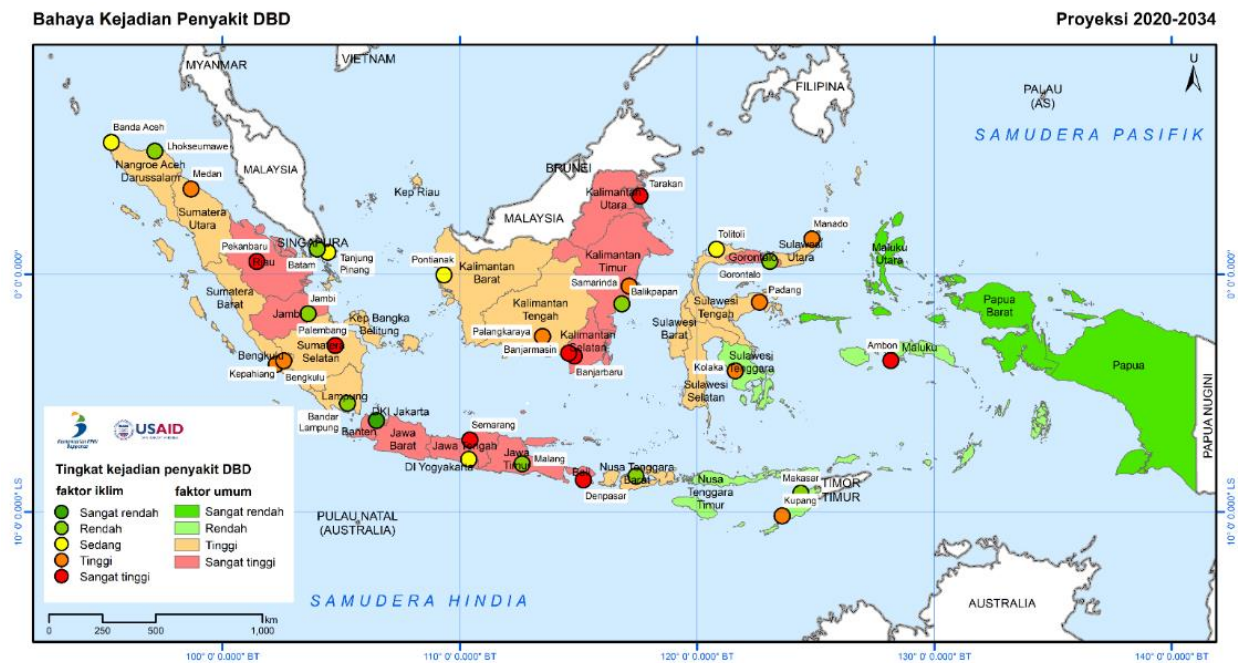 Bahaya Kejadian Penyakit DBD
Proyeksi 2020-2034
MYANMAR
VIETNAM
FILIPINA
PALAU
(AS)
U
SAMUDERA PASIFIK
Banda Aceh
Lhokseumawe
Nangroe Aceh
Darussalam
Medan
MALAYSIA
BRUNEI
Kep Riau
Kalimantan
Utara
Tarakan
Sumatera
Utara
MALAYSIA
Manado
Tolitoli
Sulawesi
Utara
Maluku
Utara
Pekanbaru
SINGAPURA
Riau
Batam
Tanjung
Pinang
Pontianak
Kalimantan
Barat
Kalimantan
Timur
Gorontalo
Gorontalo
Samarinda
Balikpapan
Padang
Sumatera
Barat
Jambi
Jambi
Kep Bangka
Belitung
Kalimantan
Tengah
Sulawesi
Tengah
Sulawesi
Barat
Papua
Barat
Palembang
Sumatera
Selatan
Palangkaraya
Banjarmasin
Kalimantan
Selatan
Banjarbaru
Ambon
Maluku
Papua
Bengkulu
Kepahiang
Bengkulu
Kolaka
Sulawesi
Tenggara
Sulawesi
Selatan
PAPUA NUGINI
Lampung
Bandar
Lampung
DKI Jakarta
Banten
Jawa
Barat
Semarang
Jawa Tengah
DI Yogyakarta
Jawa
Timur
Malang
Bali
Denpasar
Nusa Tenggara
Barat
Nusa
Tenggara
Timur
Makasar
Kupang
TIMOR
TIMUR
PULAU NATAL
(AUSTRALIA)
SAMUDERA HINDIA
AUSTRALIA
USAID
Tingkat kejadian penyakit DBD
faktor iklim
Sangat rendah
Rendah
Sedang
Tinggi
Sangat tinggi
faktor umum
Sangat rendah
Rendah
Tinggi
Sangat tinggi
0 250 500 1,000 km
0° 0' 0.000"
10° 0' 0.000" LS
0° 0' 0.000"
10° 0' 0.000" LS
100° 0' 0.000" BT
110° 0' 0.000" BT
120° 0' 0.000" BT
130° 0' 0.000" BT
140° 0' 0.000" BT